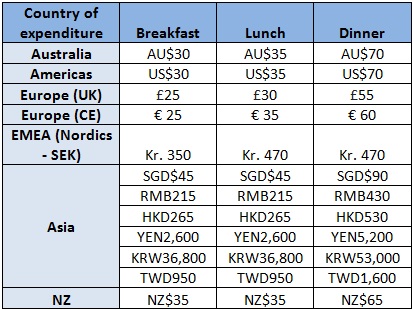 Country of expenditure Breakfast Lunch Dinner
Australia AU$30 AU$35 AU$70
Americas US$30 US$35 US$70
Europe (UK) £25 £30 £55
Europe (CE) € 25 € 35 € 60
EMEA (Nordics - SEK) Kr. 350 Kr. 470 Kr. 470
Asia SGD$45 SGD$45 SGD$90
RMB215 RMB215 RMB430
HKD265 HKD265 HKD530
YEN2,600 YEN2,600 YEN5,200
KRW36,800 KRW36,800 KRW53,000
TWD950 TWD950 TWD1,600
NZ NZ$35 NZ$35 NZ$65